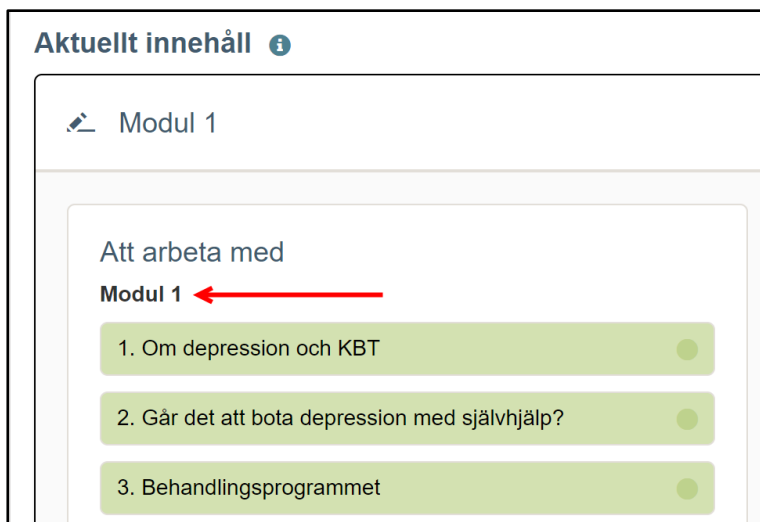 Aktuellt innehåll
Modul 1
Att arbeta med
Modul 1
1. Om depression och KBT
2. Går det att bota depression med självhjälp?
3. Behandlingsprogrammet